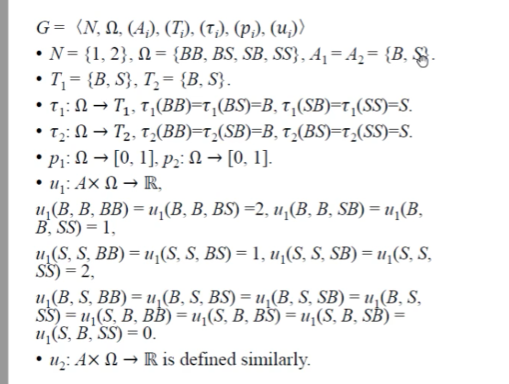 G = ⟨N, Ω, (Aᵢ), (Tᵢ), (τᵢ), (pᵢ), (uᵢ)⟩
• N = {1, 2}, Ω = {BB, BS, SB, SS}, A₁ = A₂ = {B, S}.
• T₁ = {B, S}, T₂ = {B, S}.
• τ₁: Ω → T₁, τ₁(BB)=τ₁(BS)=B, τ₁(SB)=τ₁(SS)=S.
• τ₂: Ω → T₂, τ₂(BB)=τ₂(SB)=B, τ₂(BS)=τ₂(SS)=S.
• p₁: Ω → [0, 1], p₂: Ω → [0, 1].
• u₁: A× Ω → ℝ,
u₁(B, B, BB) = u₁(B, B, BS) =2, u₁(B, B, SB) = u₁(B,
B, SS) = 1,
u₁(S, S, BB) = u₁(S, S, BS) = 1, u₁(S, S, SB) = u₁(S, S,
SS) = 2,
u₁(B, S, BB) = u₁(B, S, BS) = u₁(B, S, SB) = u₁(B, S,
SS) = u₁(S, B, BB) = u₁(S, B, BS) = u₁(S, B, SB) =
u₁(S, B, SS) = 0.
• u₂: A× Ω → ℝ is defined similarly.